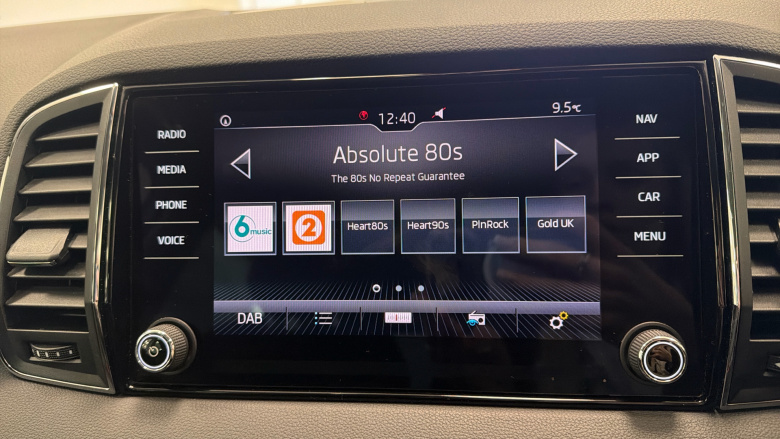 12:40
9.5°C
RADIO
MEDIA
PHONE
VOICE
Absolute 80s
The 80s No Repeat Guarantee
6 music
2
Heart80s
Heart90s
PlnRock
Gold UK
DAB
NAV
APP
CAR
MENU